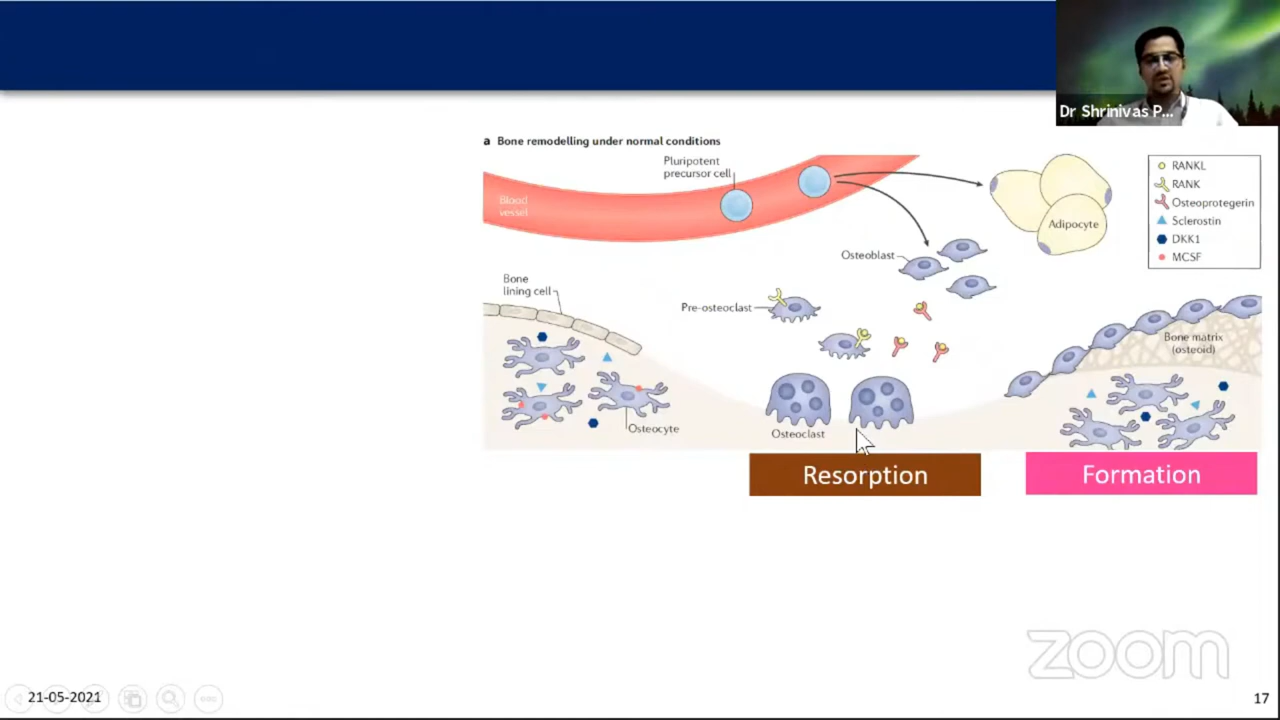 Dr Shrinivas P...
a Bone remodelling under normal conditions
Pluripotent
precursor cell
Blood
vessel
Adipocyte
RANKL
RANK
Osteoprotegerin
Sclerostin
DKK1
MCSF
Osteoblast
Bone
lining cell
Pre-osteoclast
Bone matrix
(osteoid)
Osteocyte
Osteoclast
Resorption
Formation
zoom
21-05-2021
17